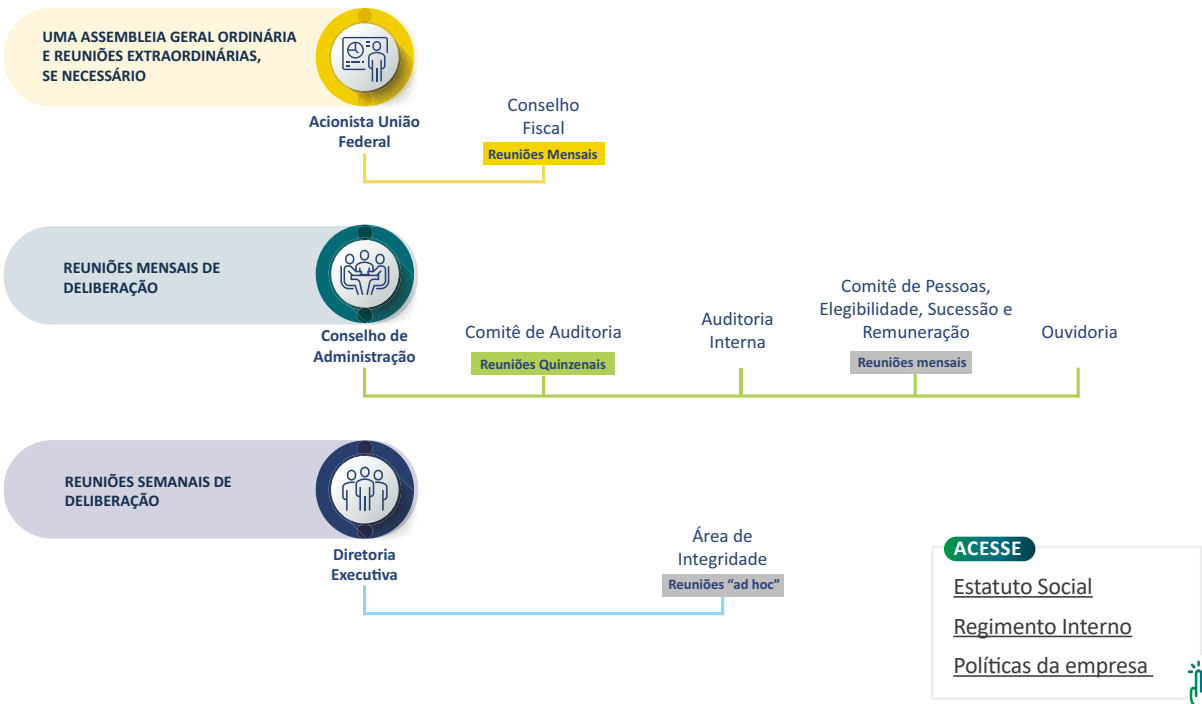 UMA ASSEMBLEIA GERAL ORDINÁRIA
E REUNIÕES EXTRAORDINÁRIAS,
SE NECESSÁRIO
Acionista União
Federal
Conselho
Fiscal
Reuniões Mensais
REUNIÕES MENSAIS DE
DELIBERAÇÃO
Conselho de
Administração
Comitê de Auditoria
Reuniões Quinzenais
Auditoria
Interna
Comitê de Pessoas,
Elegibilidade, Sucessão e
Remuneração
Reuniões mensais
Ouvidoria
REUNIÕES SEMANAIS DE
DELIBERAÇÃO
Diretoria
Executiva
Área de
Integridade
Reuniões “ad hoc”
ACESSE
Estatuto Social
Regimento Interno
Políticas da empresa